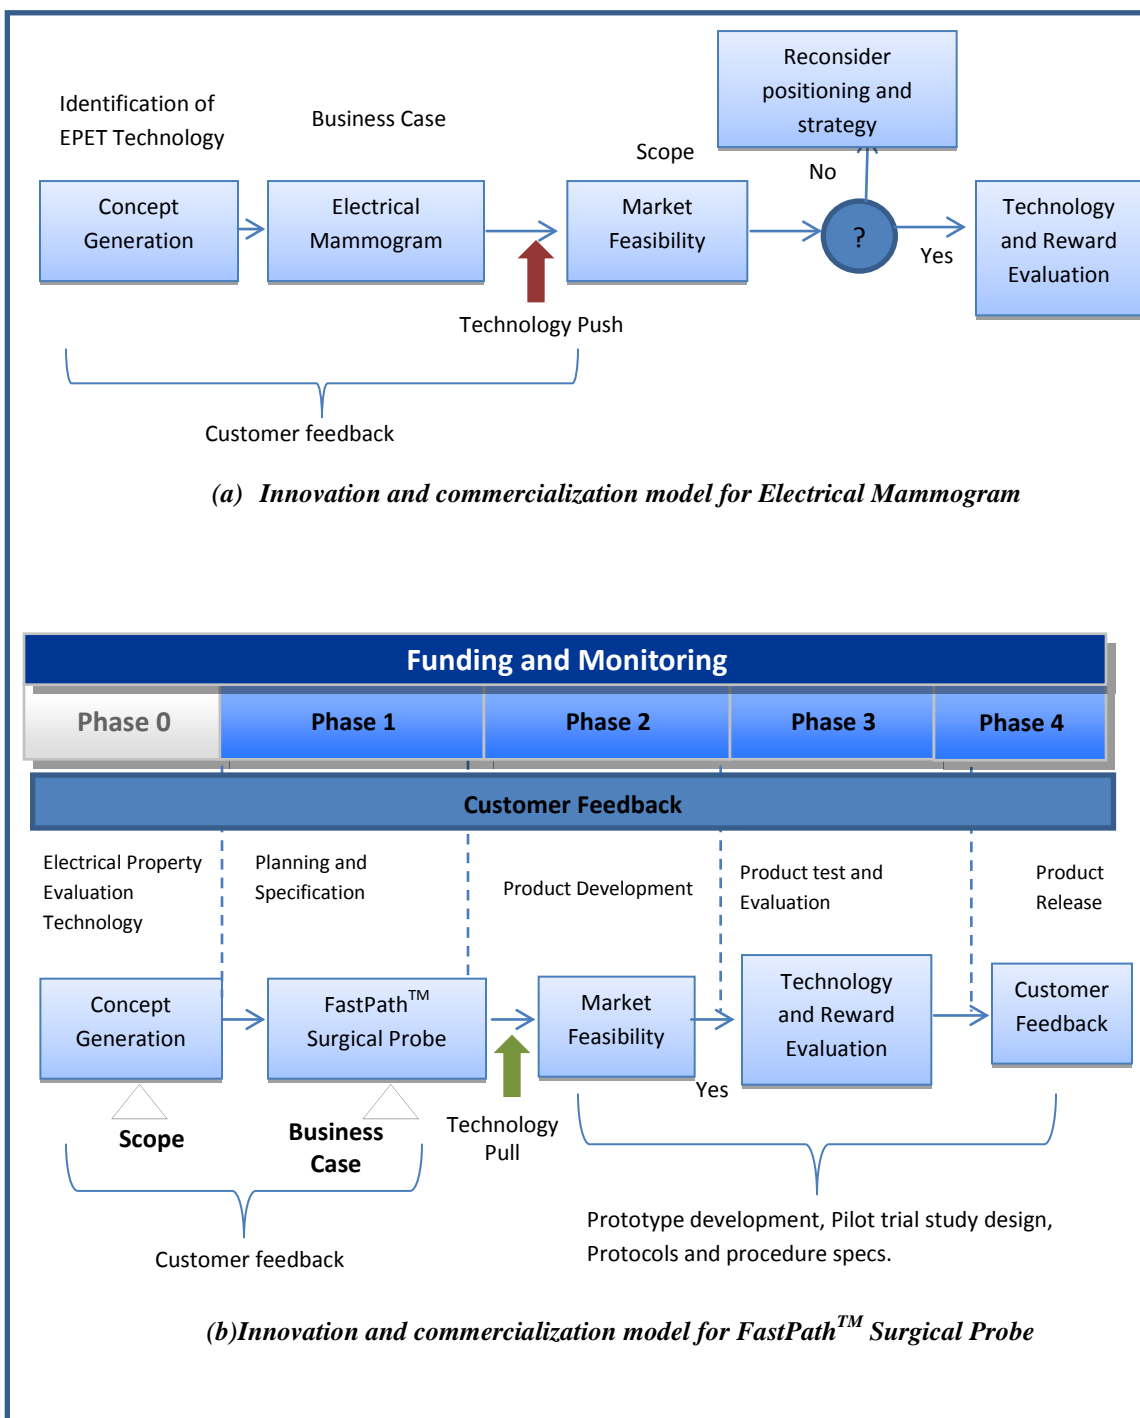 Identification of
EPET Technology
Business Case
Scope
Reconsider
positioning and
strategy
No
Concept
Generation
Electrical
Mammogram
Market
Feasibility
?
Yes
Technology
and Reward
Evaluation
Technology Push
Customer feedback
(a) Innovation and commercialization model for Electrical Mammogram
Funding and Monitoring
Phase 0
Phase 1
Phase 2
Phase 3
Phase 4
Customer Feedback
Electrical Property
Evaluation
Technology
Planning and
Specification
Product Development
Product test and
Evaluation
Product
Release
Concept
Generation
FastPath™
Surgical Probe
Market
Feasibility
Yes
Technology
and Reward
Evaluation
Customer
Feedback
Scope
Business
Case
Technology
Pull
Customer feedback
Prototype development, Pilot trial study design,
Protocols and procedure specs.
(b)Innovation and commercialization model for FastPath™ Surgical Probe